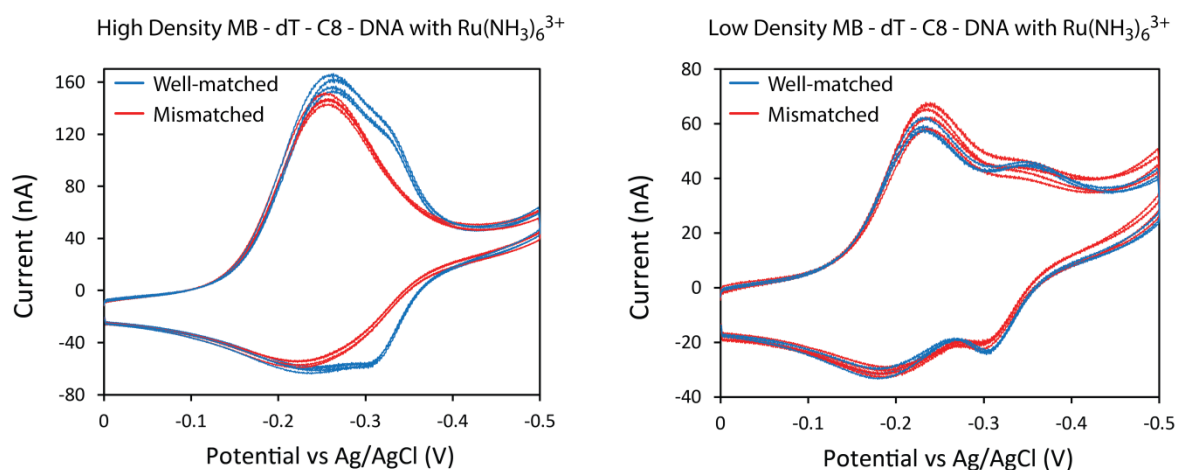 High Density MB - dT - C8 - DNA with Ru(NH₃)₆³⁺
160
120
80
40
0
-40
-80
Current (nA)
Well-matched
Mismatched
0
-0.1
-0.2
-0.3
-0.4
-0.5
Potential vs Ag/AgCl (V)
Low Density MB - dT - C8 - DNA with Ru(NH₃)₆³⁺
80
60
40
20
0
-20
-40
Current (nA)
Well-matched
Mismatched
0
-0.1
-0.2
-0.3
-0.4
-0.5
Potential vs Ag/AgCl (V)